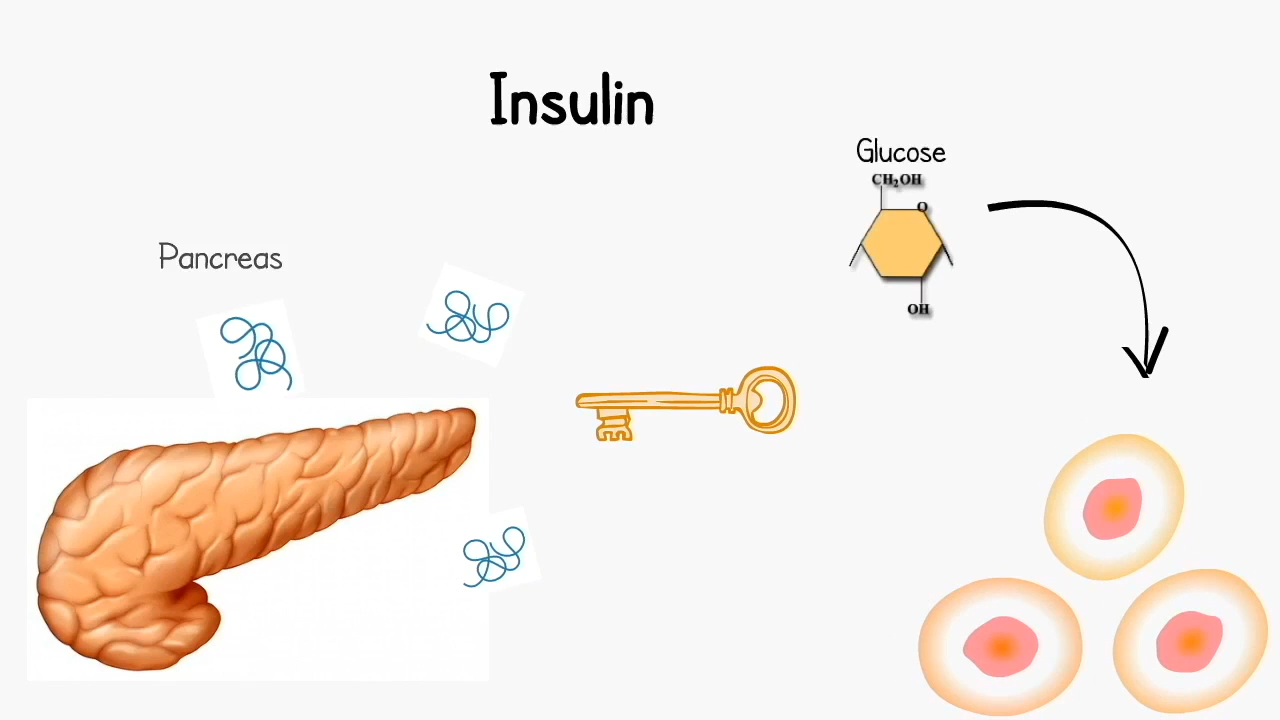 Insulin
Glucose
CH₂OH
O
Pancreas
OH